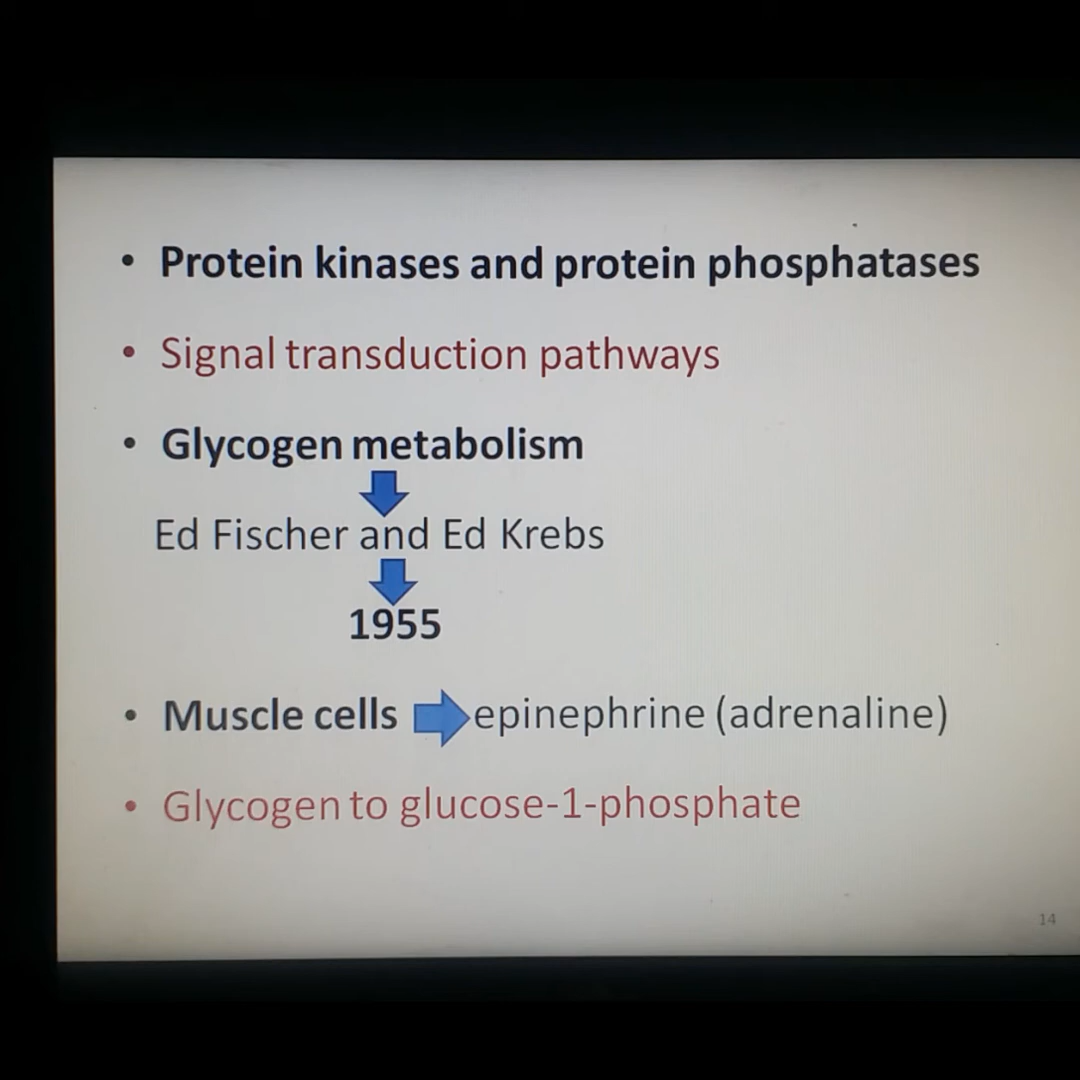 • Protein kinases and protein phosphatases
• Signal transduction pathways
• Glycogen metabolism
Ed Fischer and Ed Krebs
1955
• Muscle cells epinephrine (adrenaline)
• Glycogen to glucose-1-phosphate
14